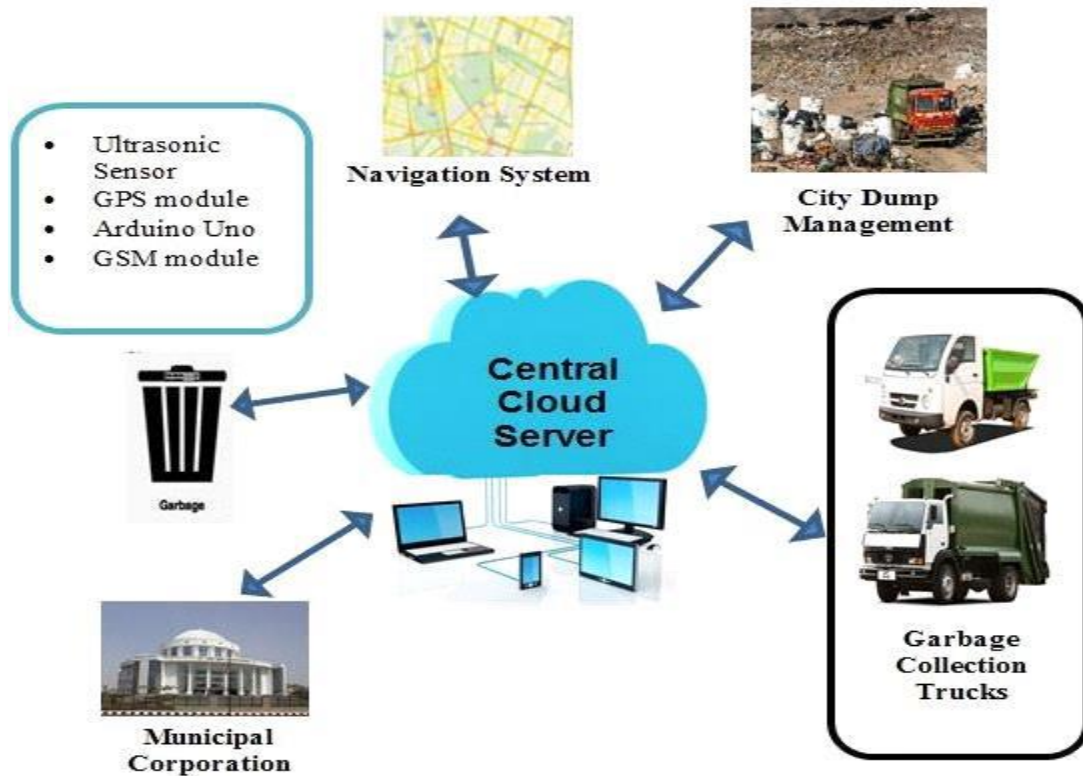 • Ultrasonic
Sensor
• GPS module
• Arduino Uno
• GSM module
Navigation System
City Dump
Management
Central
Cloud
Server
Garbage
Municipal
Corporation
Garbage
Collection
Trucks